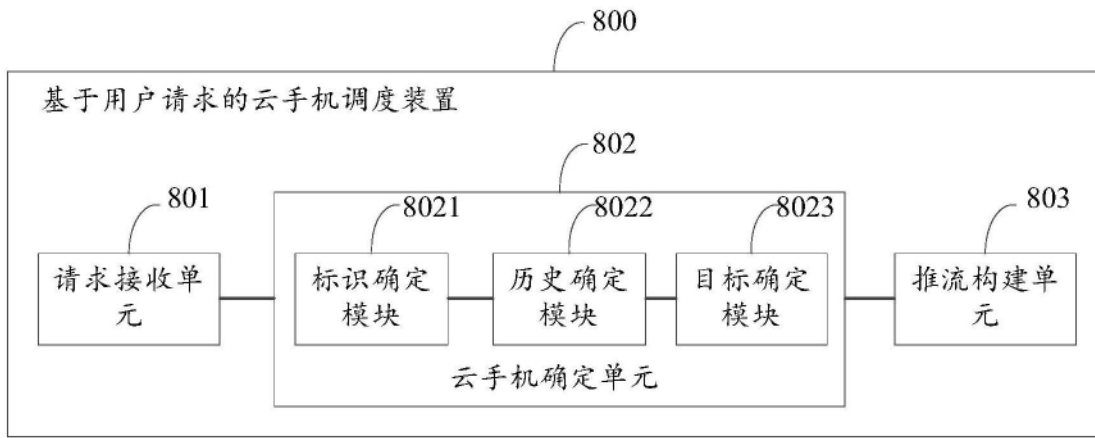 800
基于用户请求的云手机调度装置
802
801
8021
8022
8023
803
请求接收单
元
标识确定
模块
历史确定
模块
目标确定
模块
推流构建单
元
云手机确定单元